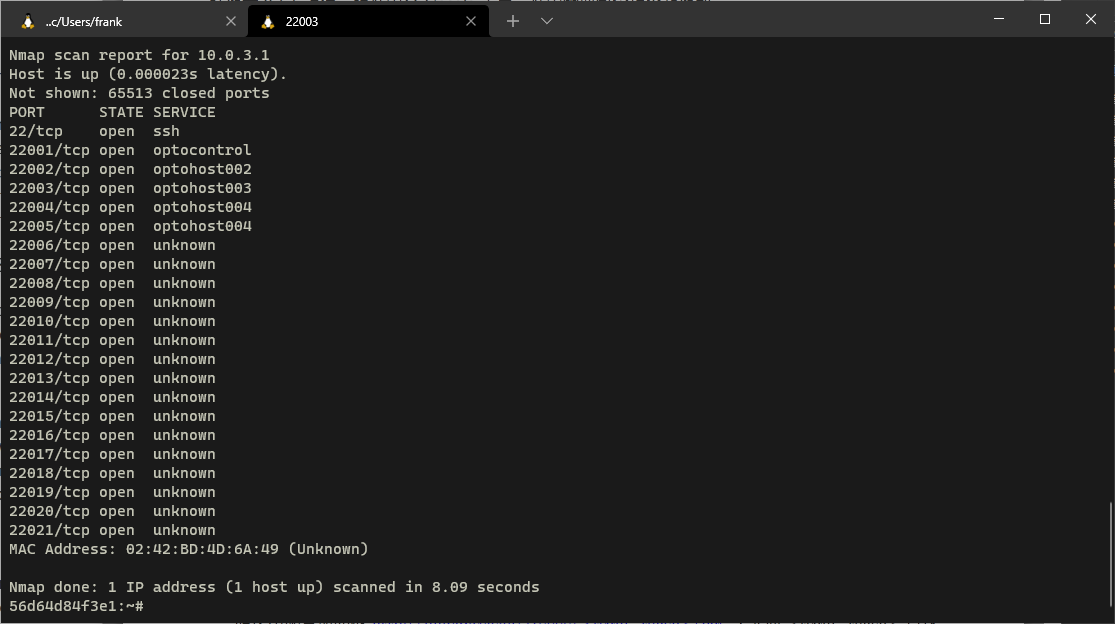 ..c/Users/frank
22003
Nmap scan report for 10.0.3.1
Host is up (0.000023s latency).
Not shown: 65513 closed ports
PORT      STATE SERVICE
22/tcp    open  ssh
22001/tcp open  optocontrol
22002/tcp open  optohost002
22003/tcp open  optohost003
22004/tcp open  optohost004
22005/tcp open  optohost004
22006/tcp open  unknown
22007/tcp open  unknown
22008/tcp open  unknown
22009/tcp open  unknown
22010/tcp open  unknown
22011/tcp open  unknown
22012/tcp open  unknown
22013/tcp open  unknown
22014/tcp open  unknown
22015/tcp open  unknown
22016/tcp open  unknown
22017/tcp open  unknown
22018/tcp open  unknown
22019/tcp open  unknown
22020/tcp open  unknown
22021/tcp open  unknown
MAC Address: 02:42:BD:4D:6A:49 (Unknown)
Nmap done: 1 IP address (1 host up) scanned in 8.09 seconds
56d64d84f3e1:~#